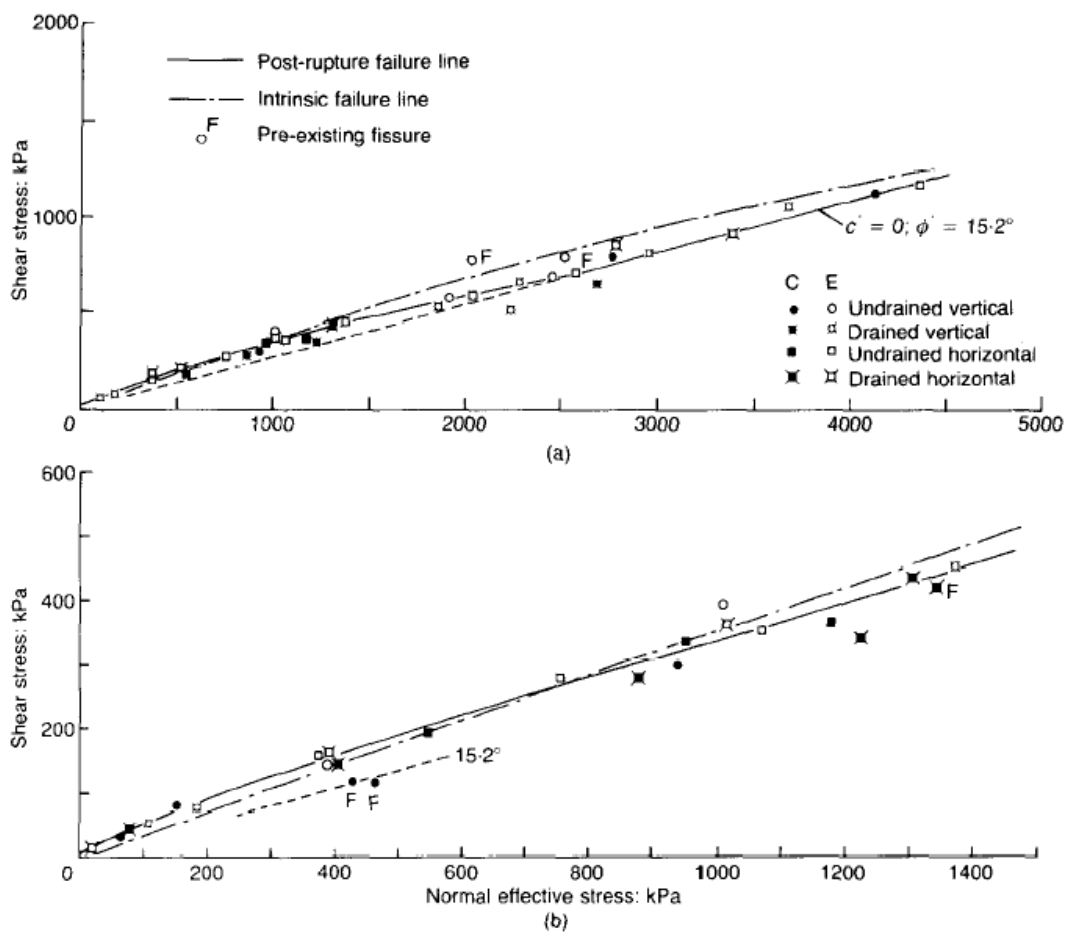 2000
Post-rupture failure line
Intrinsic failure line
F
Pre-existing fissure
Shear stress: kPa
1000
F
F
c′ = 0; ϕ′ = 15·2°
C E
Undrained vertical
Drained vertical
Undrained horizontal
Drained horizontal
0 1000 2000 3000 4000 5000
(a)
600
Shear stress: kPa
400
F
200
15·2°
F F
0 200 400 600 800 1000 1200 1400
Normal effective stress: kPa
(b)